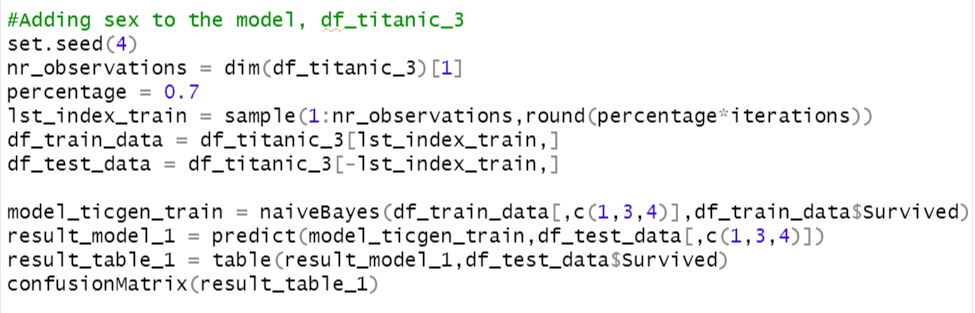 #Adding sex to the model, df_titanic_3
set.seed(4)
nr_observations = dim(df_titanic_3)[1]
percentage = 0.7
lst_index_train = sample(1:nr_observations,round(percentage*iterations))
df_train_data = df_titanic_3[lst_index_train,]
df_test_data = df_titanic_3[-lst_index_train,]
model_ticgen_train = naiveBayes(df_train_data[,c(1,3,4)],df_train_data$Survived)
result_model_1 = predict(model_ticgen_train,df_test_data[,c(1,3,4)])
result_table_1 = table(result_model_1,df_test_data$Survived)
confusionMatrix(result_table_1)